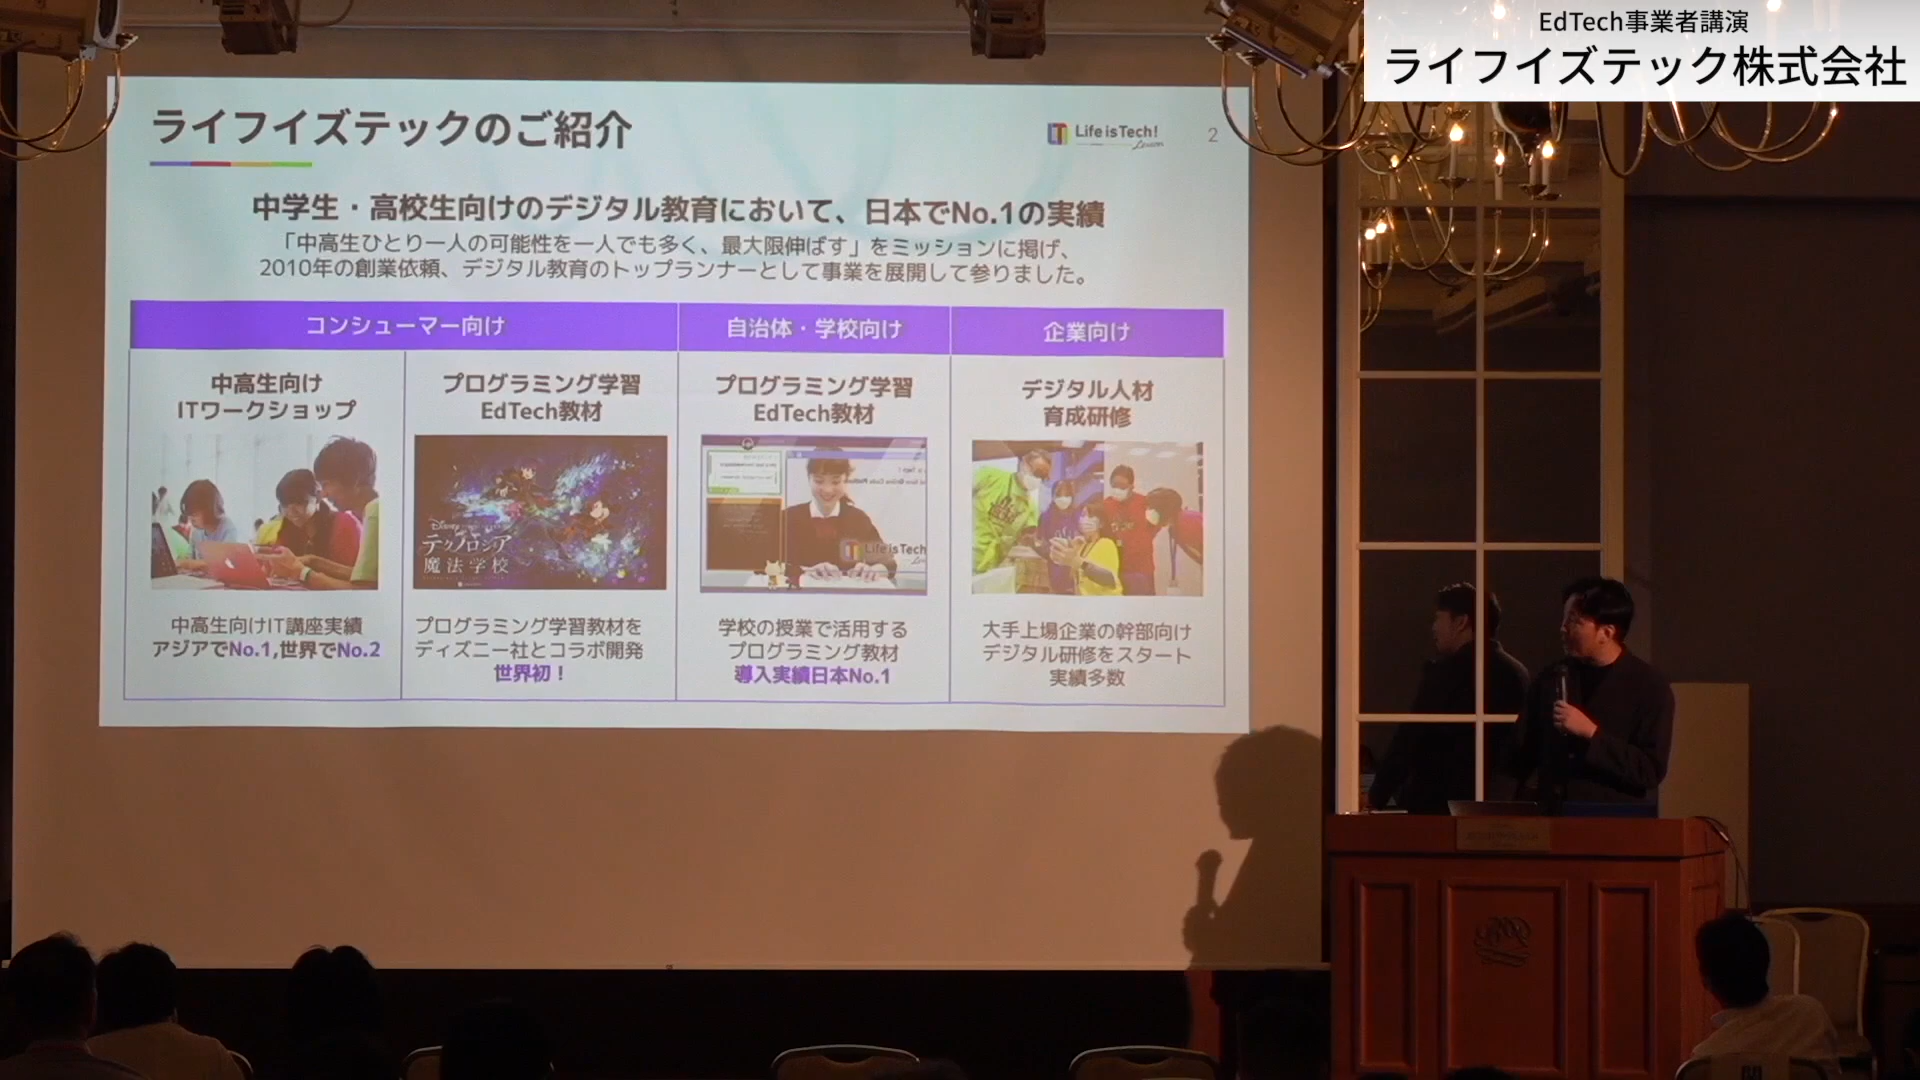 EdTech事業者講演
ライフイズテック株式会社
ライフイズテックのご紹介
Life is Tech!
Lesson
2
中学生・高校生向けのデジタル教育において、日本でNo.1の実績
「中高生ひとり一人の可能性を一人でも多く、最大限伸ばす」をミッションに掲げ、
2010年の創業依頼、デジタル教育のトップランナーとして事業を展開して参りました。
コンシューマー向け
自治体・学校向け
企業向け
中高生向け
ITワークショップ
プログラミング学習
EdTech教材
プログラミング学習
EdTech教材
デジタル人材
育成研修
Disney
テクノロジア
魔法学校
Life is Tech
中高生向けIT講座実績
アジアでNo.1,世界でNo.2
プログラミング学習教材を
ディズニー社とコラボ開発
世界初！
学校の授業で活用する
プログラミング教材
導入実績日本No.1
大手上場企業の幹部向け
デジタル研修をスタート
実績多数